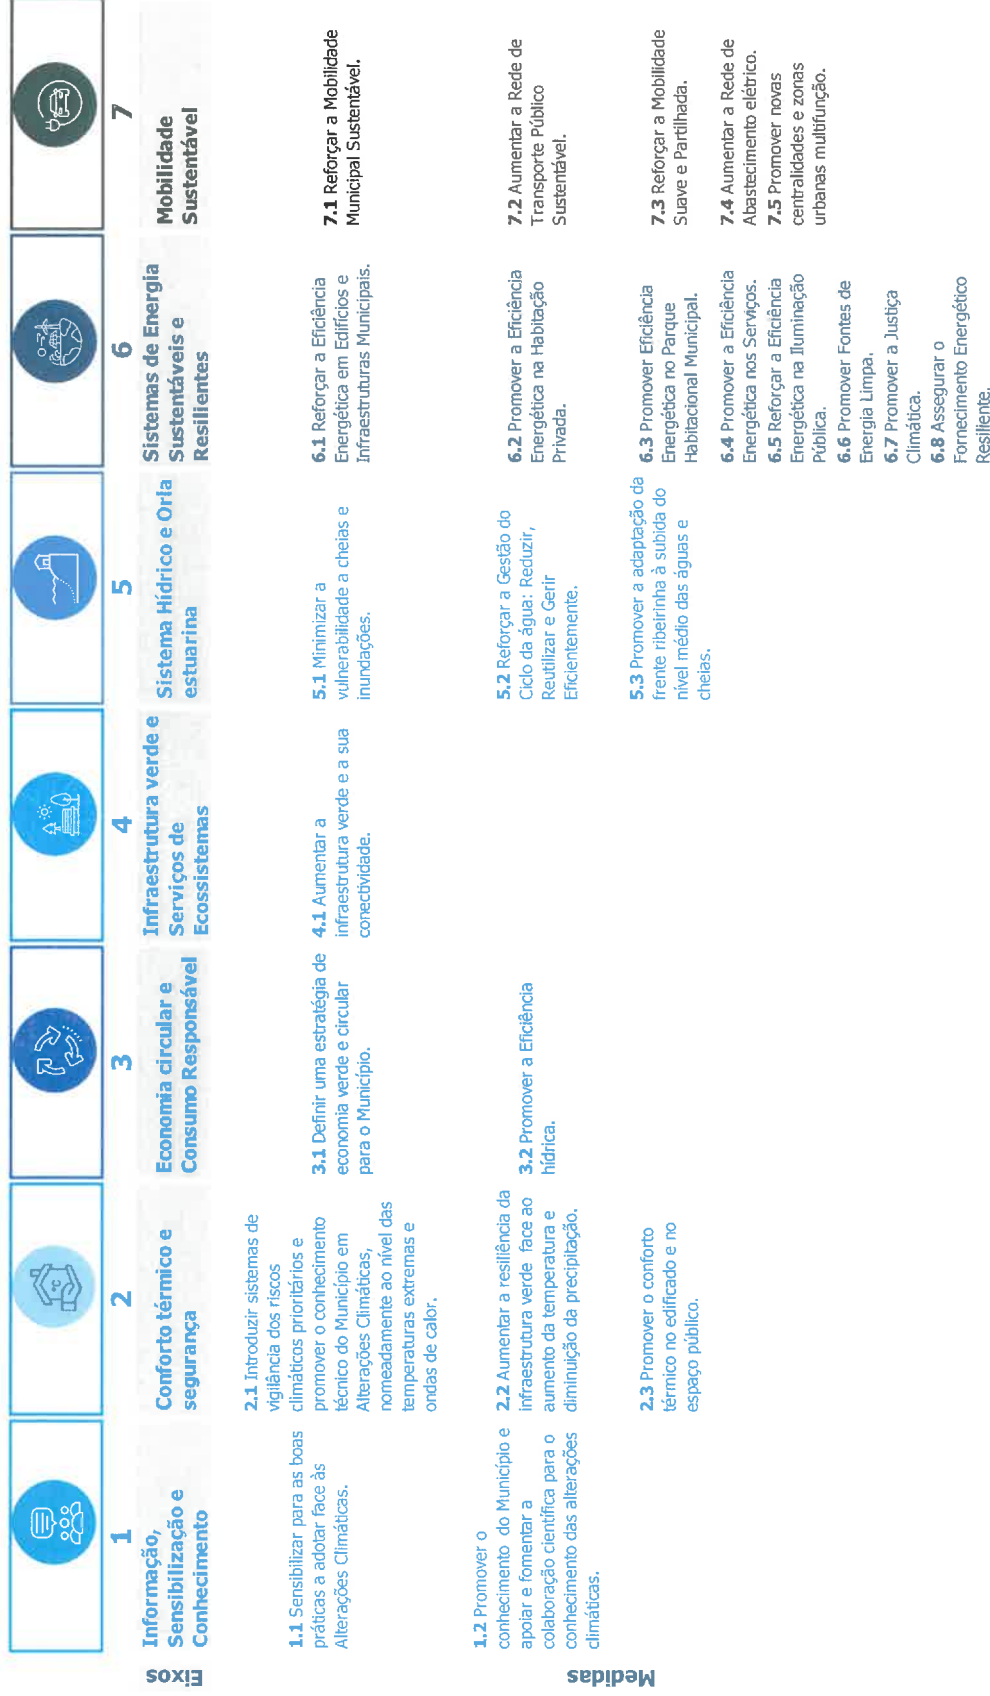 Eixos
1
Informação,
Sensibilização e
Conhecimento
2
Conforto térmico e
segurança
3
Economia circular e
Consumo Responsável
4
Infraestrutura verde e
Serviços de
Ecossistemas
5
Sistema Hídrico e Orla
estuarina
6
Sistemas de Energia
Sustentáveis e
Resilientes
7
Mobilidade
Sustentável
Medidas
1.1 Sensibilizar para as boas
práticas a adotar face às
Alterações Climáticas.
1.2 Promover o
conhecimento do Município e
apoiar e fomentar a
colaboração científica para o
conhecimento das alterações
climáticas.
2.1 Introduzir sistemas de
vigilância dos riscos
climáticos prioritários e
promover o conhecimento
técnico do Município em
Alterações Climáticas,
nomeadamente ao nível das
temperaturas extremas e
ondas de calor.
2.2 Aumentar a resiliência da
infraestrutura verde face ao
aumento da temperatura e
diminuição da precipitação.
2.3 Promover o conforto
térmico no edificado e no
espaço público.
3.1 Definir uma estratégia de
economia verde e circular
para o Município.
3.2 Promover a Eficiência
hídrica.
4.1 Aumentar a
infraestrutura verde e a sua
conectividade.
5.1 Minimizar a
vulnerabilidade a cheias e
inundações.
5.2 Reforçar a Gestão do
Ciclo da água: Reduzir,
Reutilizar e Gerir
Eficientemente.
5.3 Promover a adaptação da
frente ribeirinha à subida do
nível médio das águas e
cheias.
6.1 Reforçar a Eficiência
Energética em Edifícios e
Infraestruturas Municipais.
6.2 Promover a Eficiência
Energética na Habitação
Privada.
6.3 Promover Eficiência
Energética no Parque
Habitacional Municipal.
6.4 Promover a Eficiência
Energética nos Serviços.
6.5 Reforçar a Eficiência
Energética na Iluminação
Pública.
6.6 Promover Fontes de
Energia Limpa.
6.7 Promover a Justiça
Climática.
6.8 Assegurar o
Fornecimento Energético
Resiliente.
7.1 Reforçar a Mobilidade
Municipal Sustentável.
7.2 Aumentar a Rede de
Transporte Público
Sustentável.
7.3 Reforçar a Mobilidade
Suave e Partilhada.
7.4 Aumentar a Rede de
Abastecimento elétrico.
7.5 Promover novas
centralidades e zonas
urbanas multifunção.